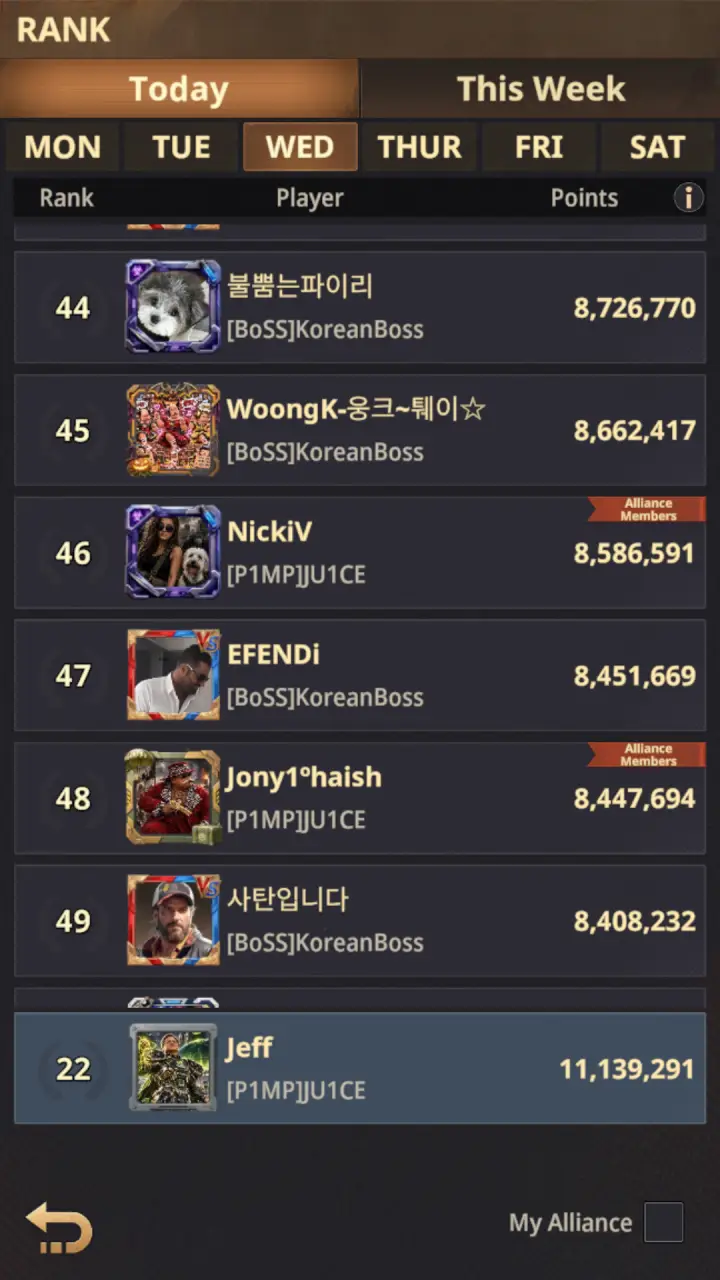 RANK
Today
This Week
MON TUE WED THUR FRI SAT
Rank Player Points i
44
불뿜는파이리
[BoSS]KoreanBoss
8,726,770
45
WoongK-웅크~퉤이☆
[BoSS]KoreanBoss
8,662,417
Alliance
Members
46
NickiV
[P1MP]JU1CE
8,586,591
47
EFENDi
[BoSS]KoreanBoss
8,451,669
Alliance
Members
48
Jony1ºhaish
[P1MP]JU1CE
8,447,694
49
사탄입니다
[BoSS]KoreanBoss
8,408,232
22
Jeff
[P1MP]JU1CE
11,139,291
My Alliance